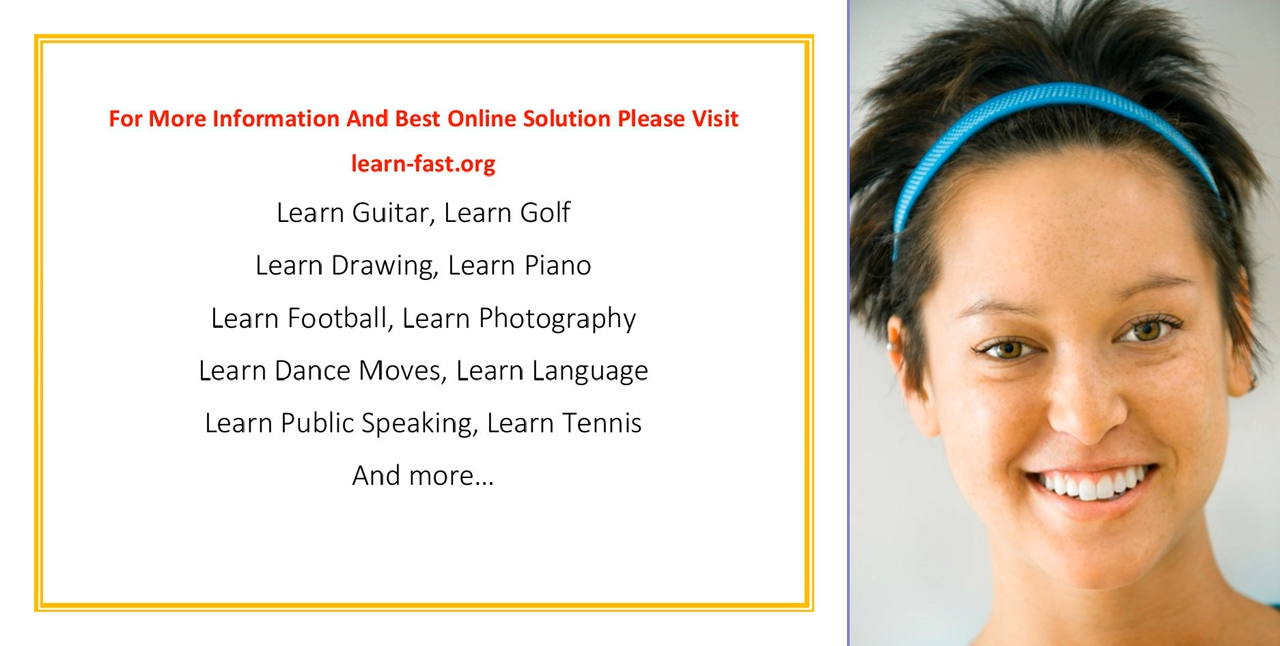 For More Information And Best Online Solution Please Visit
learn-fast.org
Learn Guitar, Learn Golf
Learn Drawing, Learn Piano
Learn Football, Learn Photography
Learn Dance Moves, Learn Language
Learn Public Speaking, Learn Tennis
And more...